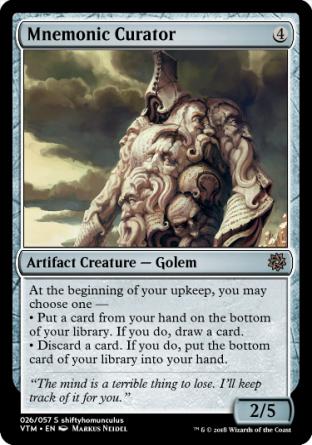 Mnemonic Curator 4
Artifact Creature — Golem
At the beginning of your upkeep, you may
choose one —
• Put a card from your hand on the bottom
of your library. If you do, draw a card.
• Discard a card. If you do, put the bottom
card of your library into your hand.
“The mind is a terrible thing to lose. I'll keep
track of it for you.”
2/5
026/057 S shiftyhomunculus
VTM • EN Markus Neidel
™ & © 2018 Wizards of the Coast